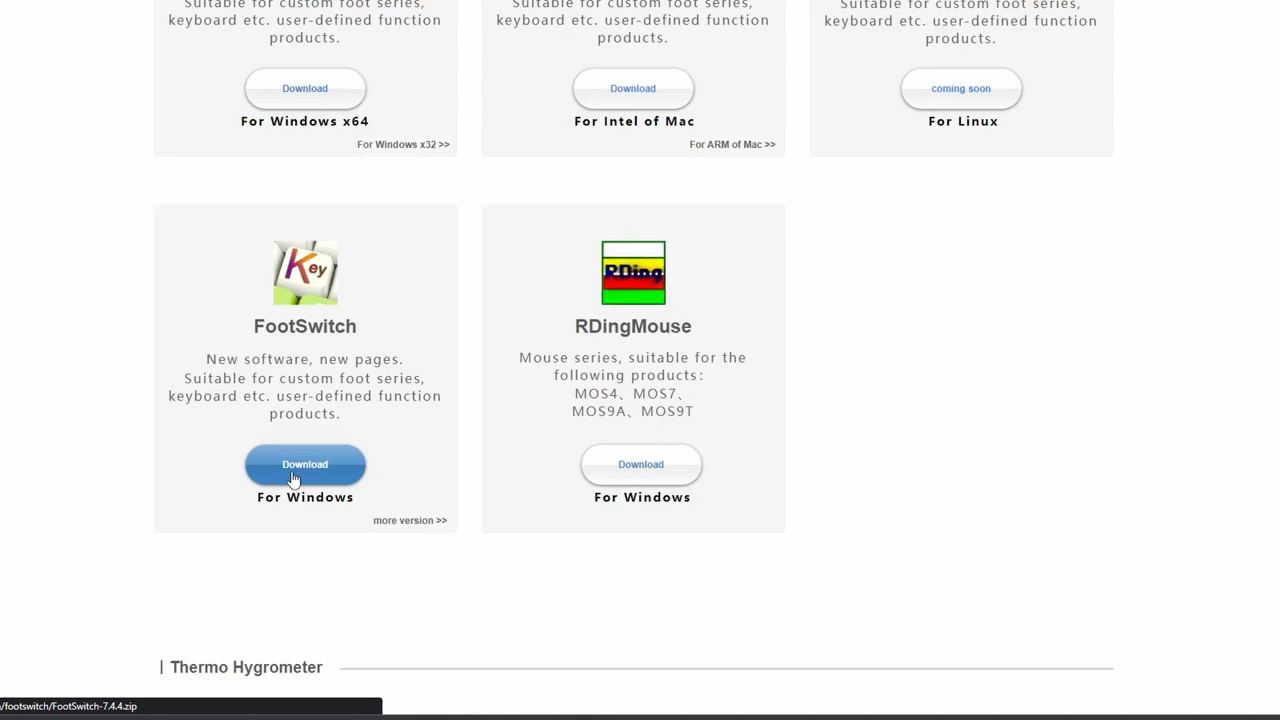 Suitable for custom foot series,
keyboard etc. user-defined function
products.
Download
For Windows x64
For Windows x32 >>
Suitable for custom foot series,
keyboard etc. user-defined function
products.
Download
For Intel of Mac
For ARM of Mac >>
Suitable for custom foot series,
keyboard etc. user-defined function
products.
coming soon
For Linux
Key
FootSwitch
New software, new pages.
Suitable for custom foot series,
keyboard etc. user-defined function
products.
Download
For Windows
more version >>
RDing
RDingMouse
Mouse series, suitable for the
following products:
MOS4、MOS7、
MOS9A、MOS9T
Download
For Windows
Thermo Hygrometer
/footswitch/FootSwitch-7.4.4.zip